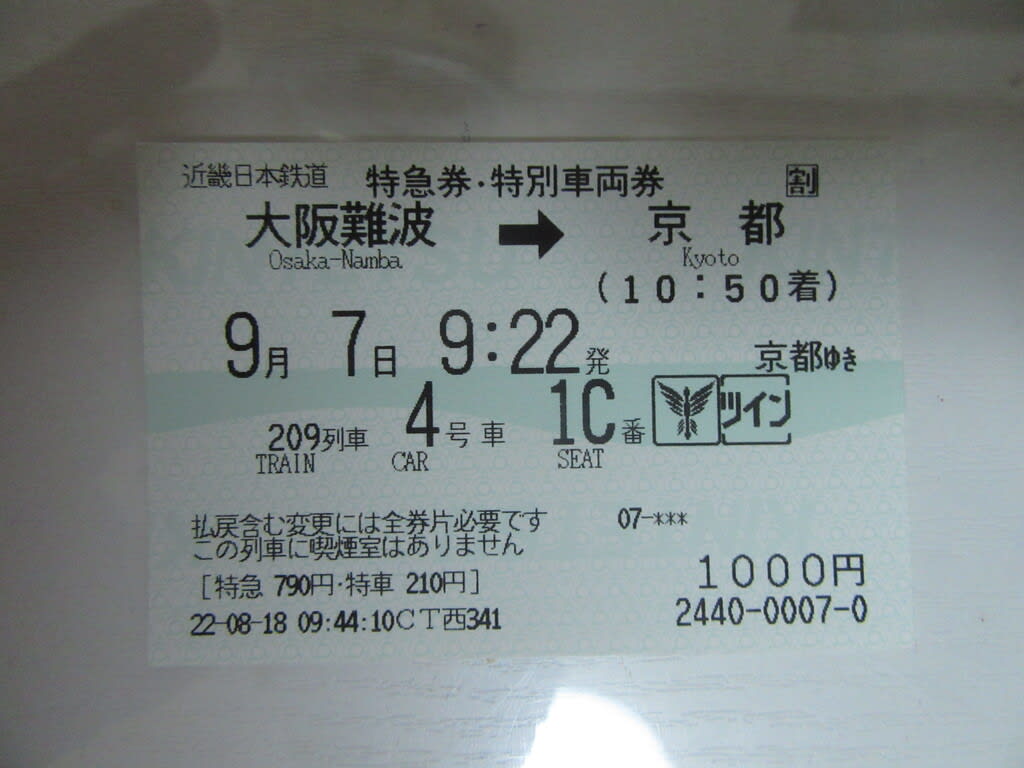 近畿日本鉄道 特急券・特別車両券 割
大阪難波 ➡ 京都
Osaka-Namba Kyoto
(10:50着)
9月 7日 9:22発 京都ゆき
209列車 4号車 1C番 ツイン
TRAIN CAR SEAT
払戻含む変更には全券片必要です 07-***
この列車に喫煙室はありません
[特急 790円・特車 210円] 1000円
22-08-18 09:44:10CT西341 2440-0007-0